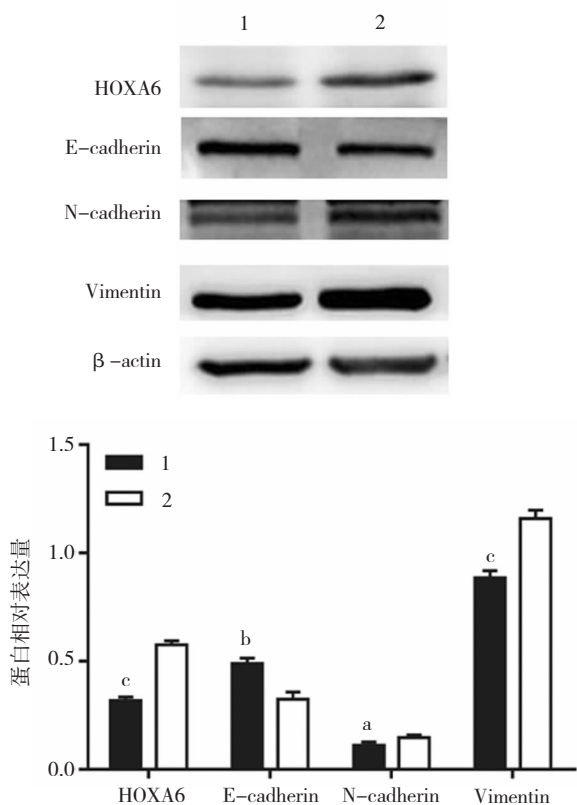 1 2
HOXA6
E-cadherin
N-cadherin
Vimentin
β-actin
1.5
1
2
1.0
0.5
0.0
蛋白相对表达量
c
b
a
c
HOXA6 E-cadherin N-cadherin Vimentin